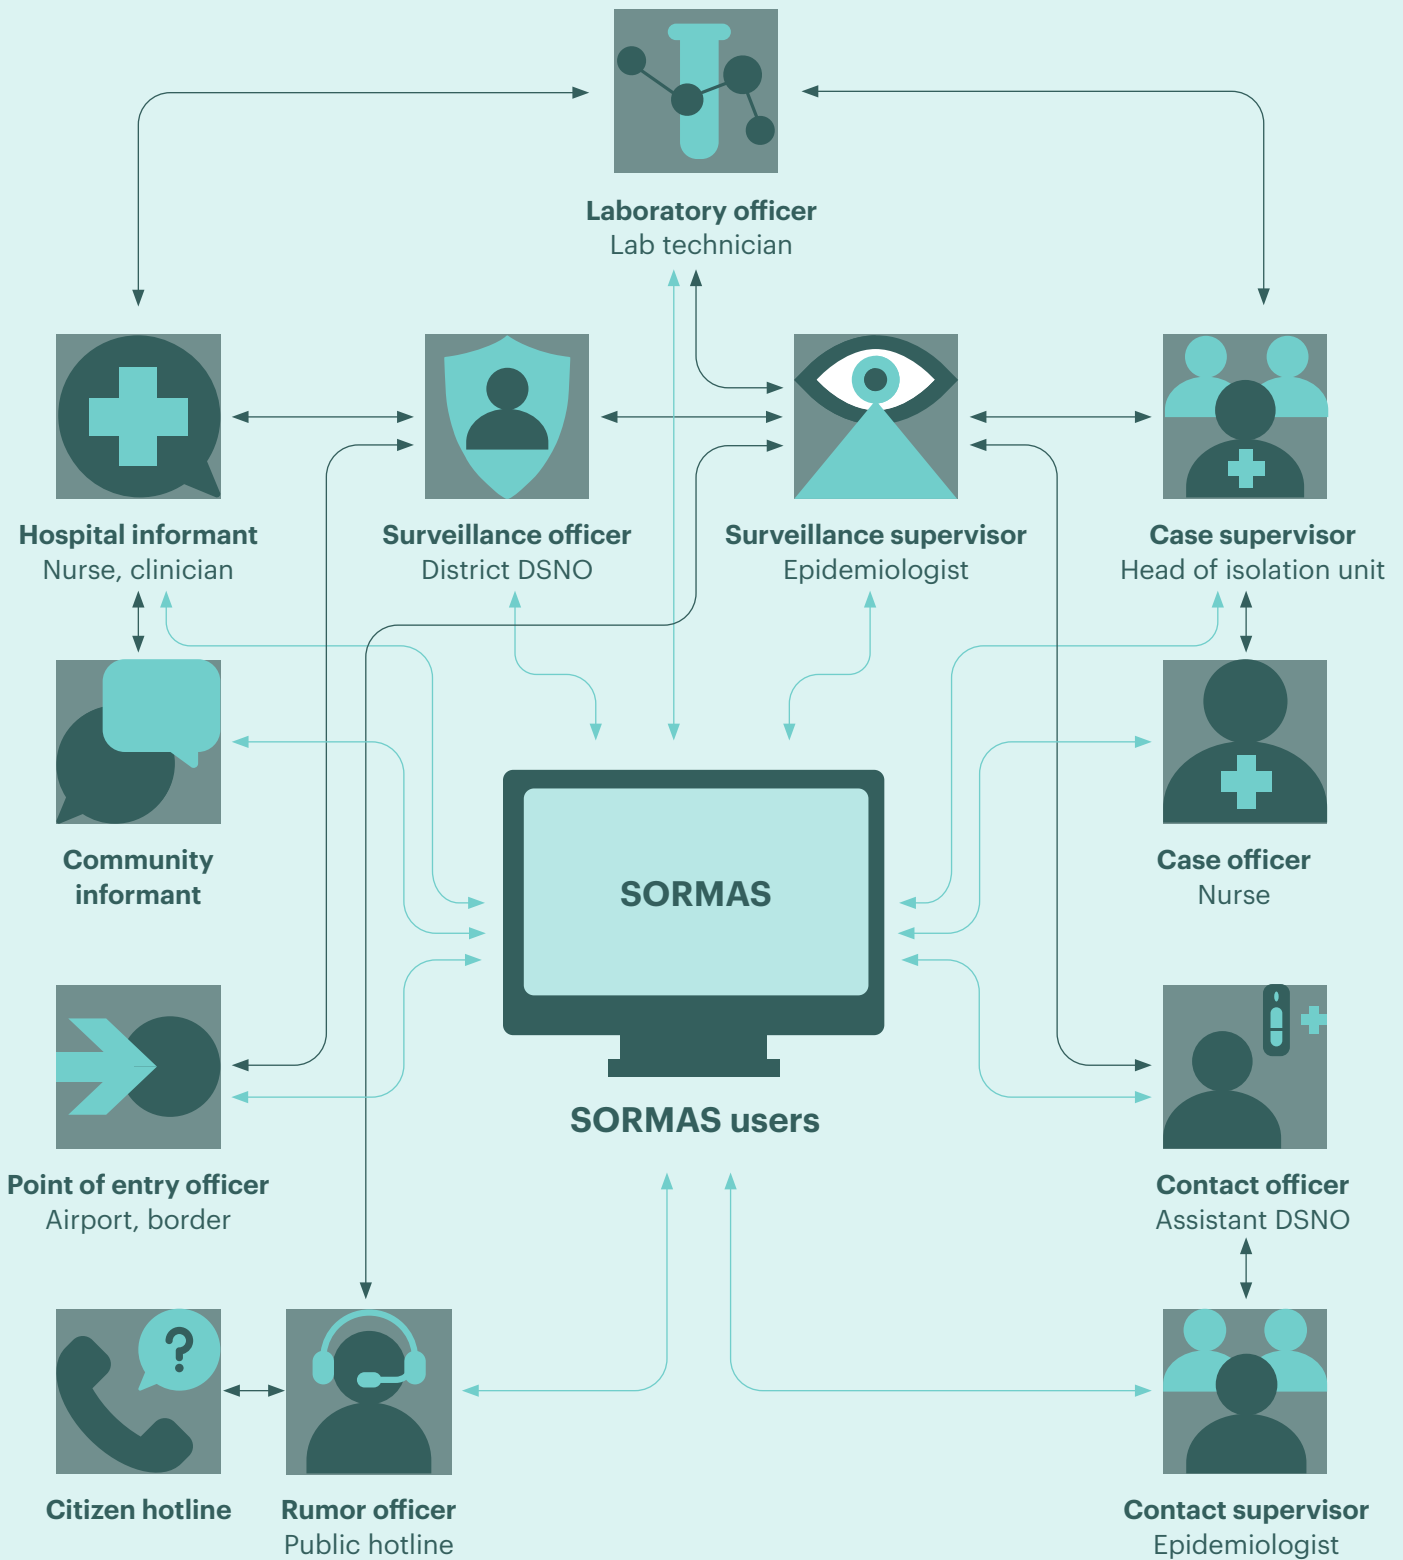 Laboratory officer
Lab technician
Hospital informant
Nurse, clinician
Surveillance officer
District DSNO
Surveillance supervisor
Epidemiologist
Case supervisor
Head of isolation unit
Community
informant
SORMAS
Case officer
Nurse
SORMAS users
Point of entry officer
Airport, border
Contact officer
Assistant DSNO
Citizen hotline
Rumor officer
Public hotline
Contact supervisor
Epidemiologist
?